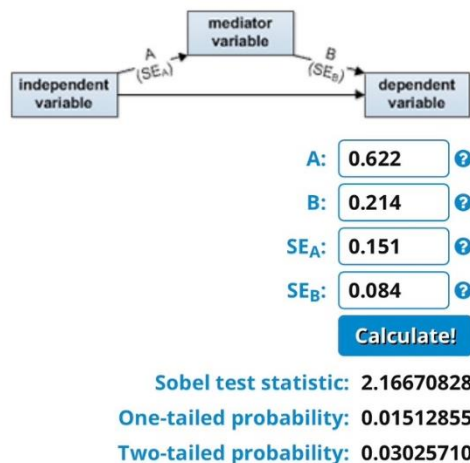 mediator
variable
A
(SEA)
B
(SEB)
independent
variable
dependent
variable
A: 0.622 ?
B: 0.214 ?
SEA: 0.151 ?
SEB: 0.084 ?
Calculate!
Sobel test statistic: 2.16670828
One-tailed probability: 0.01512855
Two-tailed probability: 0.03025710